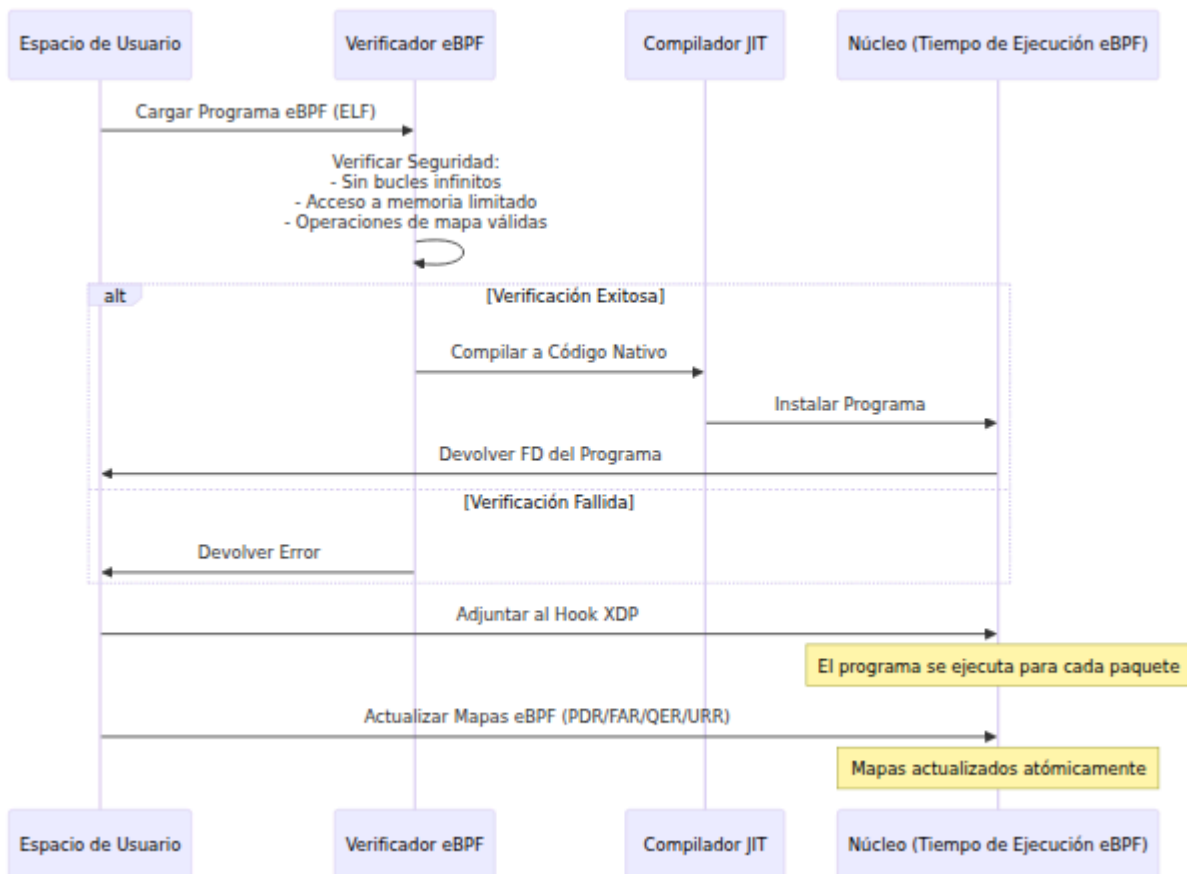 Espacio de Usuario
Verificador eBPF
Compilador JIT
Núcleo (Tiempo de Ejecución eBPF)
Cargar Programa eBPF (ELF)
Verificar Seguridad:
- Sin bucles infinitos
- Acceso a memoria limitado
- Operaciones de mapa válidas
alt
[Verificación Exitosa]
Compilar a Código Nativo
Instalar Programa
Devolver FD del Programa
[Verificación Fallida]
Devolver Error
Adjuntar al Hook XDP
El programa se ejecuta para cada paquete
Actualizar Mapas eBPF (PDR/FAR/QER/URR)
Mapas actualizados atómicamente
Espacio de Usuario
Verificador eBPF
Compilador JIT
Núcleo (Tiempo de Ejecución eBPF)